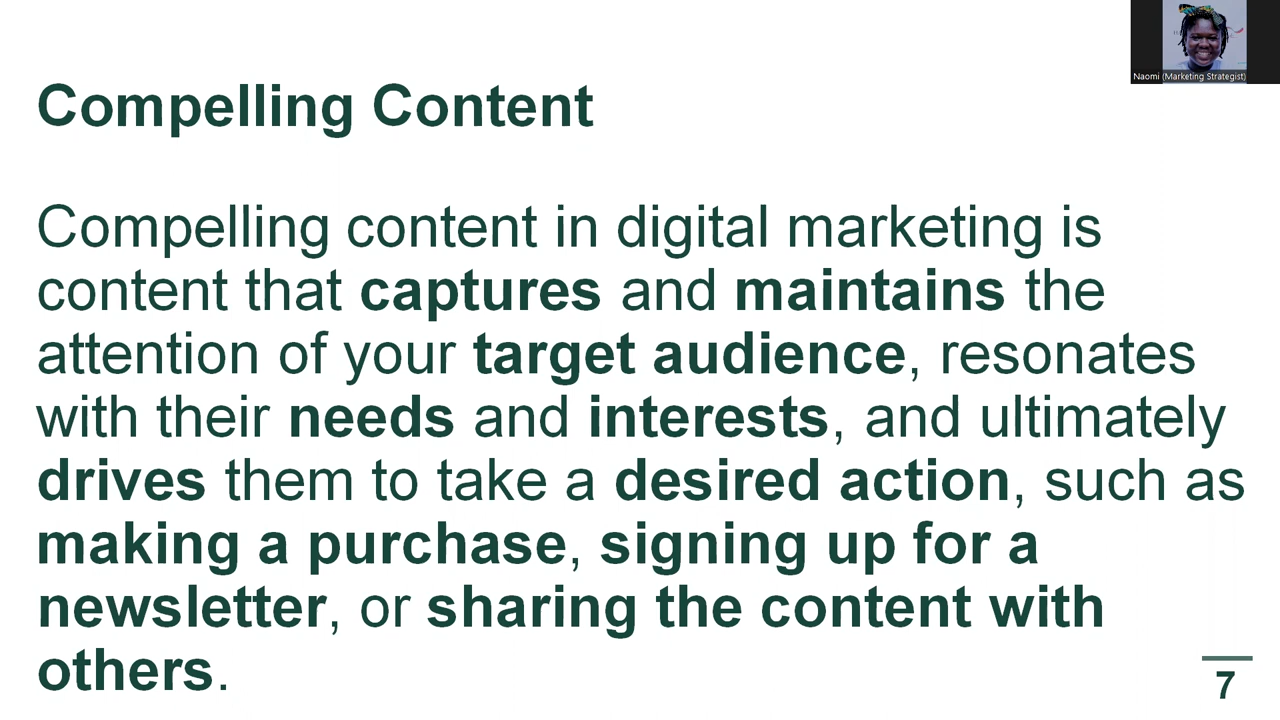 Naomi (Marketing Strategist)
Compelling Content
Compelling content in digital marketing is
content that captures and maintains the
attention of your target audience, resonates
with their needs and interests, and ultimately
drives them to take a desired action, such as
making a purchase, signing up for a
newsletter, or sharing the content with
others.
7